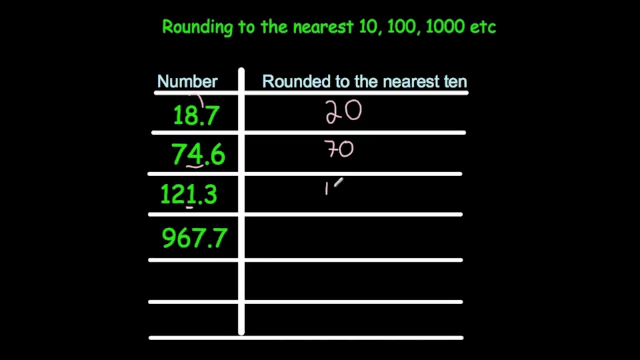 Rounding to the nearest 10, 100, 1000 etc
Number Rounded to the nearest ten
18.7 20
74.6 70
121.3 1
967.7